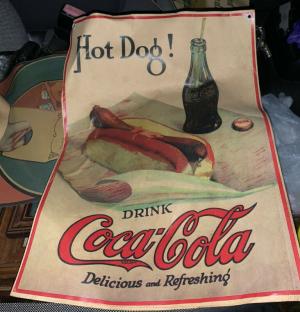 Hot Dog!
DRINK
Coca-Cola
Delicious and Refreshing